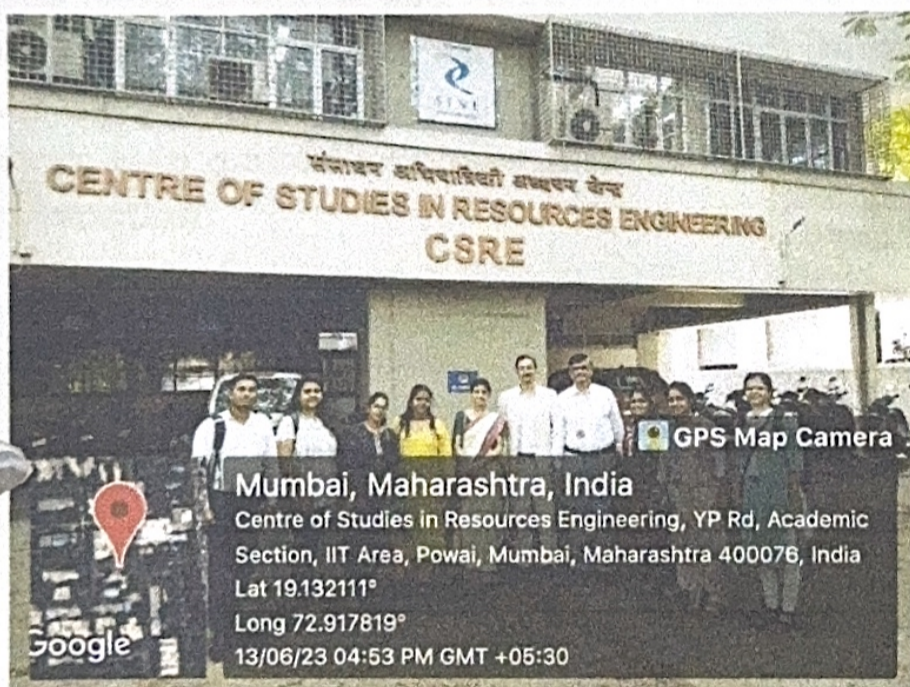 SINE
संसाधन अभियांत्रिकी अध्ययन केन्द्र
CENTRE OF STUDIES IN RESOURCES ENGINEERING
CSRE
GPS Map Camera
Mumbai, Maharashtra, India
Centre of Studies in Resources Engineering, YP Rd, Academic
Section, IIT Area, Powai, Mumbai, Maharashtra 400076, India
Lat 19.132111°
Long 72.917819°
13/06/23 04:53 PM GMT +05:30
Google